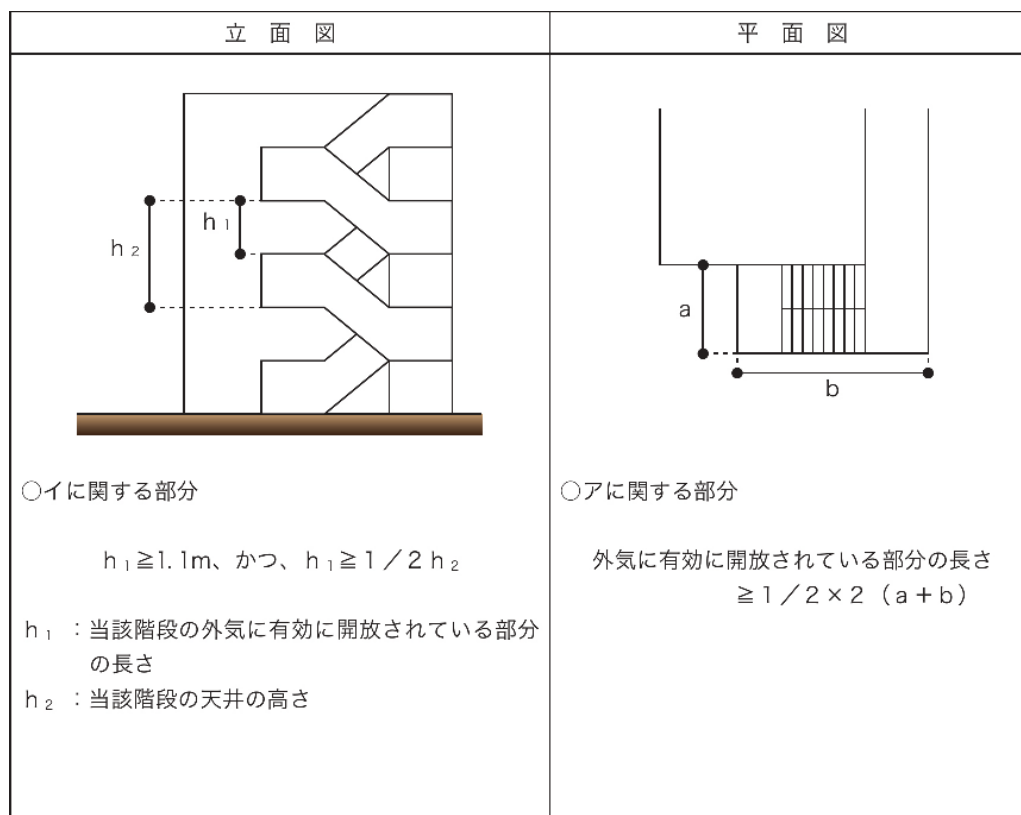 立面図
平面図
h₁
h₂
a
b
○イに関する部分
h₁≧1.1m、かつ、h₁≧1／2h₂
h₁：当該階段の外気に有効に開放されている部分
の長さ
h₂：当該階段の天井の高さ
○アに関する部分
外気に有効に開放されている部分の長さ
≧1／2×2（a＋b）